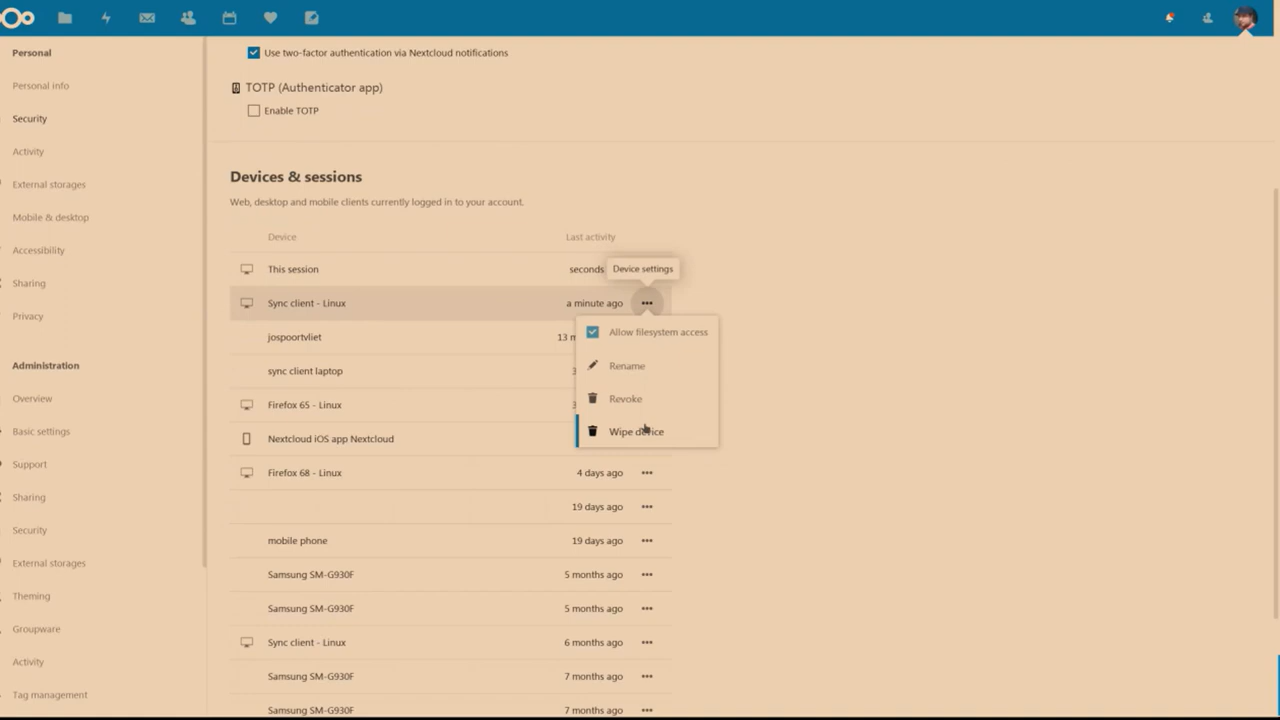 Personal
Personal info
Security
Activity
External storages
Mobile & desktop
Accessibility
Sharing
Privacy
Administration
Overview
Basic settings
Support
Sharing
Security
External storages
Theming
Groupware
Activity
Tag management
Use two-factor authentication via Nextcloud notifications
TOTP (Authenticator app)
Enable TOTP
Devices & sessions
Web, desktop and mobile clients currently logged in to your account.
Device Last activity
This session seconds
Device settings
Sync client - Linux a minute ago
Allow filesystem access
Rename
Revoke
Wipe device
jospoortvliet 13 m
sync client laptop 3
Firefox 65 - Linux 3
Nextcloud iOS app Nextcloud
Firefox 68 - Linux 4 days ago
19 days ago
mobile phone 19 days ago
Samsung SM-G930F 5 months ago
Samsung SM-G930F 5 months ago
Sync client - Linux 6 months ago
Samsung SM-G930F 7 months ago
Samsung SM-G930F 7 months ago